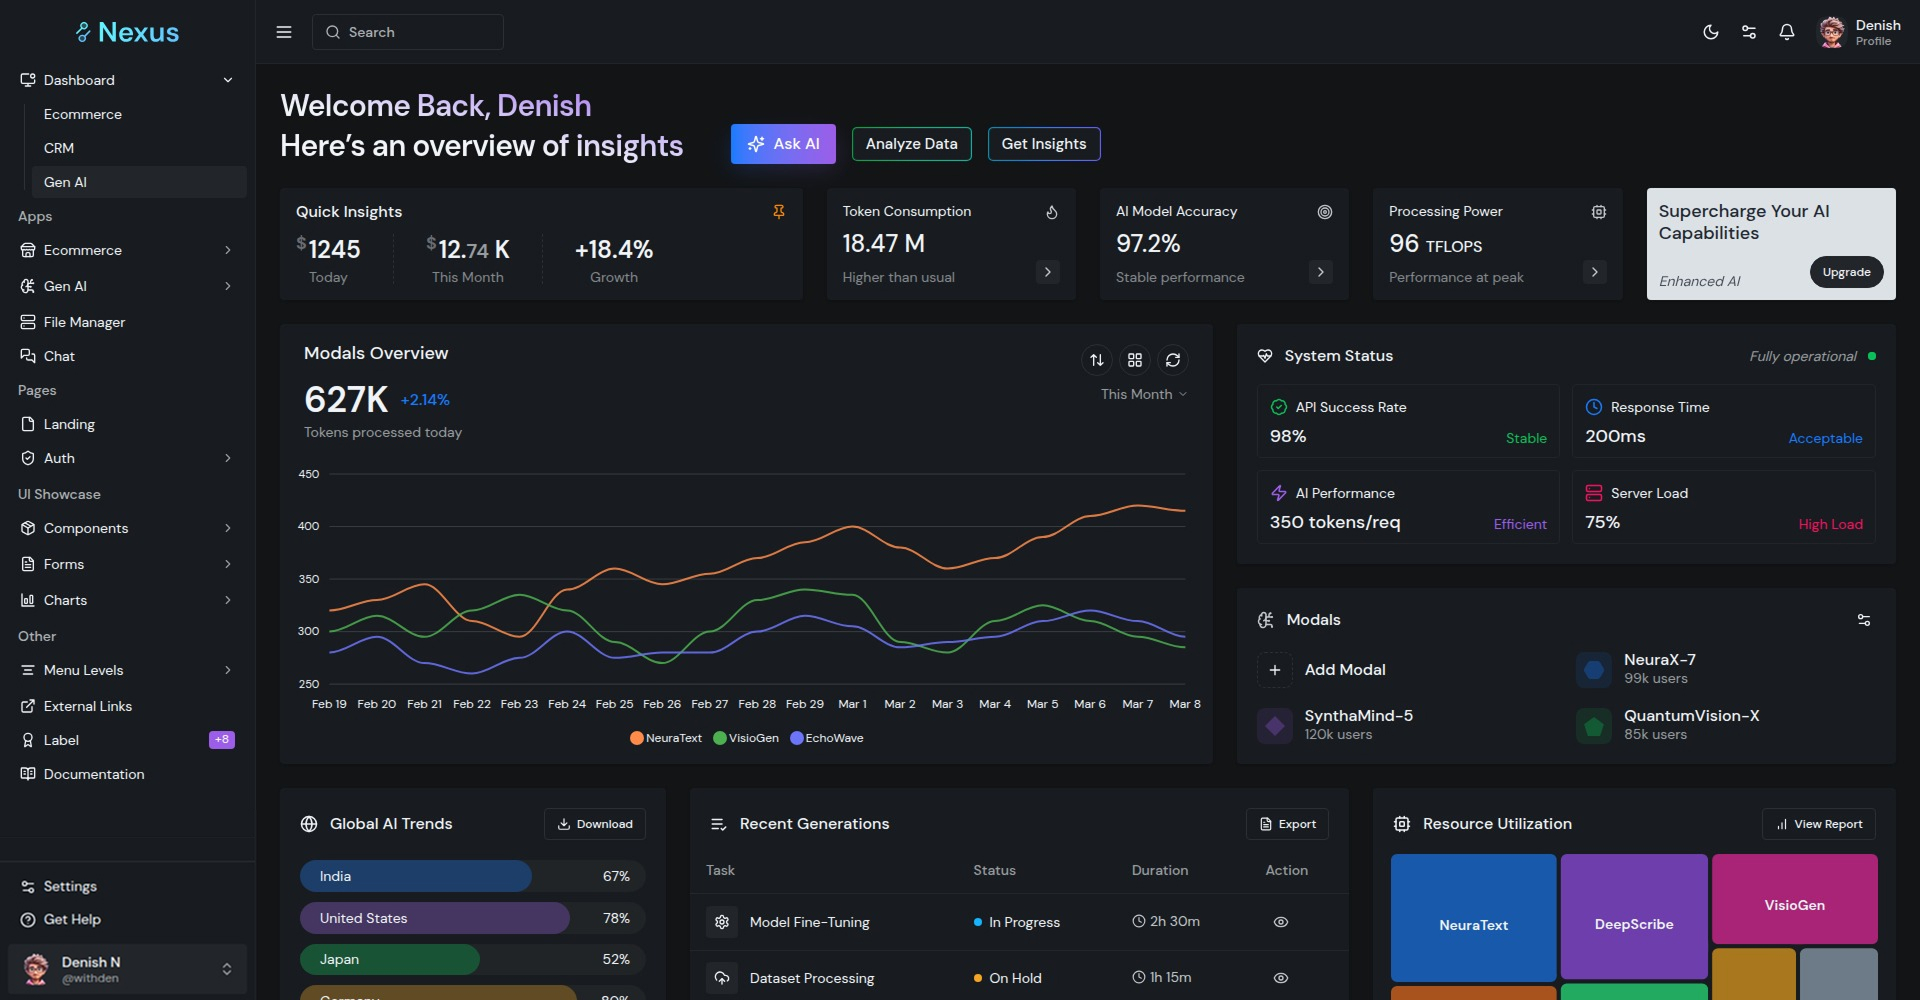 Nexus
Dashboard
Ecommerce
CRM
Gen AI
Apps
Ecommerce
Gen AI
File Manager
Chat
Pages
Landing
Auth
UI Showcase
Components
Forms
Charts
Other
Menu Levels
External Links
Label +8
Documentation
Settings
Get Help
Denish N
@withden
Search
Denish
Profile
Welcome Back, Denish
Here’s an overview of insights
Ask AI
Analyze Data
Get Insights
Quick Insights
$1245
Today
$12.74 K
This Month
+18.4%
Growth
Token Consumption
18.47 M
Higher than usual
AI Model Accuracy
97.2%
Stable performance
Processing Power
96 TFLOPS
Performance at peak
Supercharge Your AI
Capabilities
Enhanced AI
Upgrade
Modals Overview
627K +2.14%
Tokens processed today
This Month
450
400
350
300
250
Feb 19 Feb 20 Feb 21 Feb 22 Feb 23 Feb 24 Feb 25 Feb 26 Feb 27 Feb 28 Feb 29 Mar 1 Mar 2 Mar 3 Mar 4 Mar 5 Mar 6 Mar 7 Mar 8
NeuraText VisioGen EchoWave
System Status
Fully operational
API Success Rate
98% Stable
Response Time
200ms Acceptable
AI Performance
350 tokens/req Efficient
Server Load
75% High Load
Modals
Add Modal
NeuraX-7
99k users
SynthaMind-5
120k users
QuantumVision-X
85k users
Global AI Trends
Download
India 67%
United States 78%
Japan 52%
Germany 80%
Recent Generations
Export
Task Status Duration Action
Model Fine-Tuning In Progress 2h 30m
Dataset Processing On Hold 1h 15m
Resource Utilization
View Report
NeuraText
DeepScribe
VisioGen